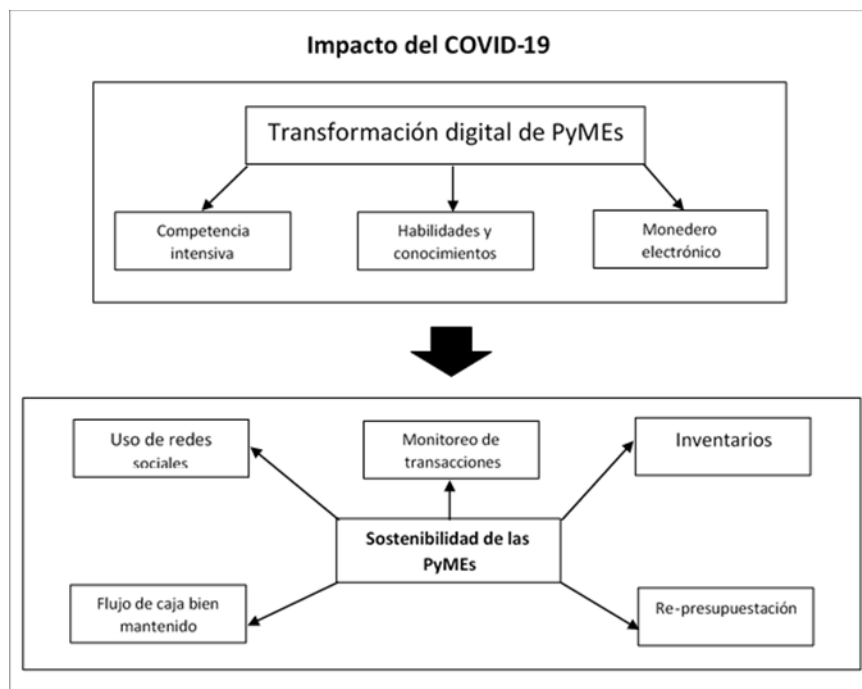 Impacto del COVID-19
Transformación digital de PyMEs
Competencia
intensiva
Habilidades y
conocimientos
Monedero
electrónico
Uso de redes
sociales
Monitoreo de
transacciones
Inventarios
Sostenibilidad de las
PyMEs
Flujo de caja bien
mantenido
Re-presupuestación